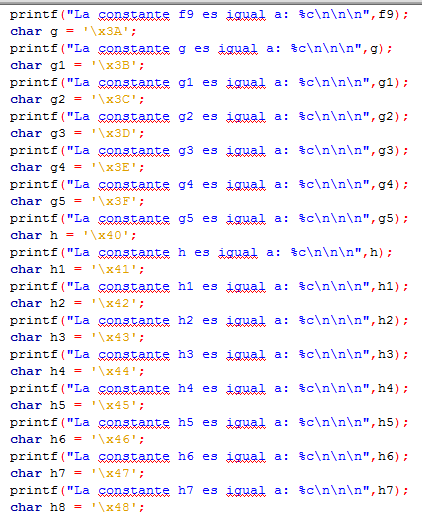 printf("La constante f9 es igual a: %c\n\n\n",f9);
char g = '\x3A';
printf("La constante g es igual a: %c\n\n\n",g);
char g1 = '\x3B';
printf("La constante g1 es igual a: %c\n\n\n",g1);
char g2 = '\x3C';
printf("La constante g2 es igual a: %c\n\n\n",g2);
char g3 = '\x3D';
printf("La constante g3 es igual a: %c\n\n\n",g3);
char g4 = '\x3E';
printf("La constante g4 es igual a: %c\n\n\n",g4);
char g5 = '\x3F';
printf("La constante g5 es igual a: %c\n\n\n",g5);
char h = '\x40';
printf("La constante h es igual a: %c\n\n\n",h);
char h1 = '\x41';
printf("La constante h1 es igual a: %c\n\n\n",h1);
char h2 = '\x42';
printf("La constante h2 es igual a: %c\n\n\n",h2);
char h3 = '\x43';
printf("La constante h3 es igual a: %c\n\n\n",h3);
char h4 = '\x44';
printf("La constante h4 es igual a: %c\n\n\n",h4);
char h5 = '\x45';
printf("La constante h5 es igual a: %c\n\n\n",h5);
char h6 = '\x46';
printf("La constante h6 es igual a: %c\n\n\n",h6);
char h7 = '\x47';
printf("La constante h7 es igual a: %c\n\n\n",h7);
char h8 = '\x48';